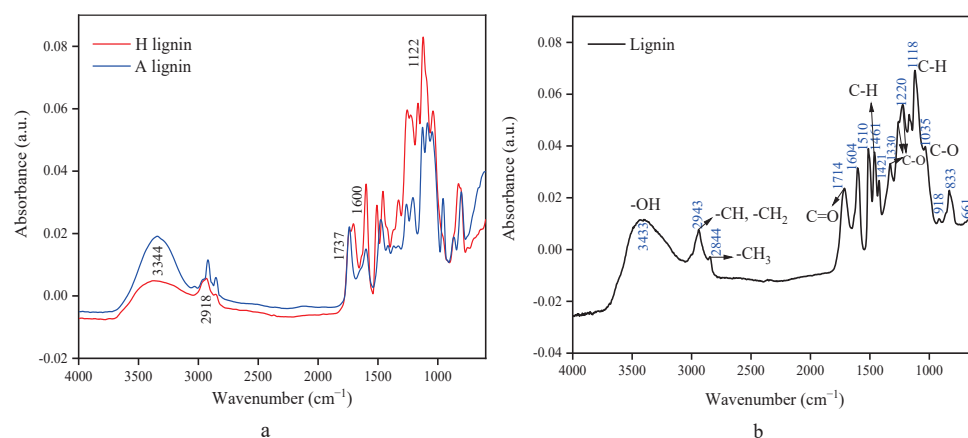 H lignin
A lignin
1122
1600
1737
3344
2918
Absorbance (a.u.)
0.08
0.06
0.04
0.02
0.00
-0.02
4000
3500
3000
2500
2000
1500
1000
Wavenumber (cm⁻¹)
a
Lignin
1118
C-H
1220
C-H
1510
1461
1035
1604
1421
1330
C-O
C-O
1714
C=O
833
918
661
-OH
3433
2943
-CH, -CH₂
2844
-CH₃
Absorbance (a.u.)
0.08
0.06
0.04
0.02
0.00
-0.02
-0.04
4000
3500
3000
2500
2000
1500
1000
Wavenumber (cm⁻¹)
b